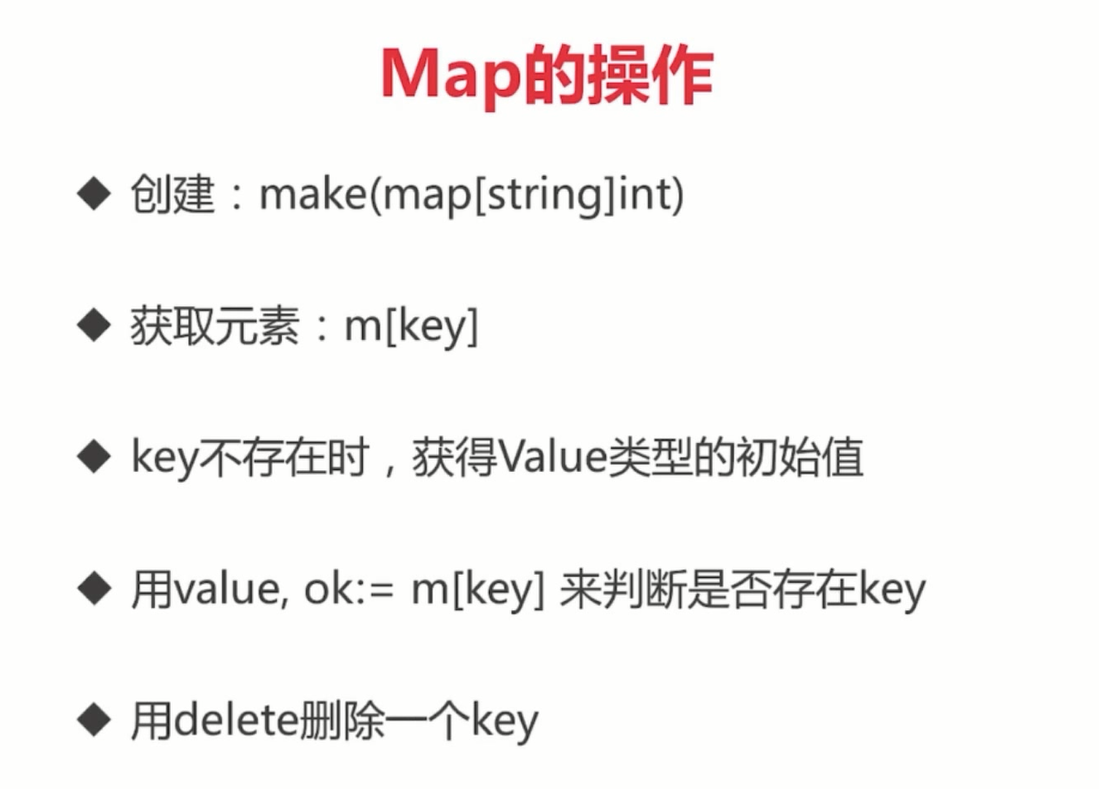 Map的操作
◆ 创建：make(map[string]int)
◆ 获取元素：m[key]
◆ key不存在时，获得Value类型的初始值
◆ 用value, ok:= m[key] 来判断是否存在key
◆ 用delete删除一个key